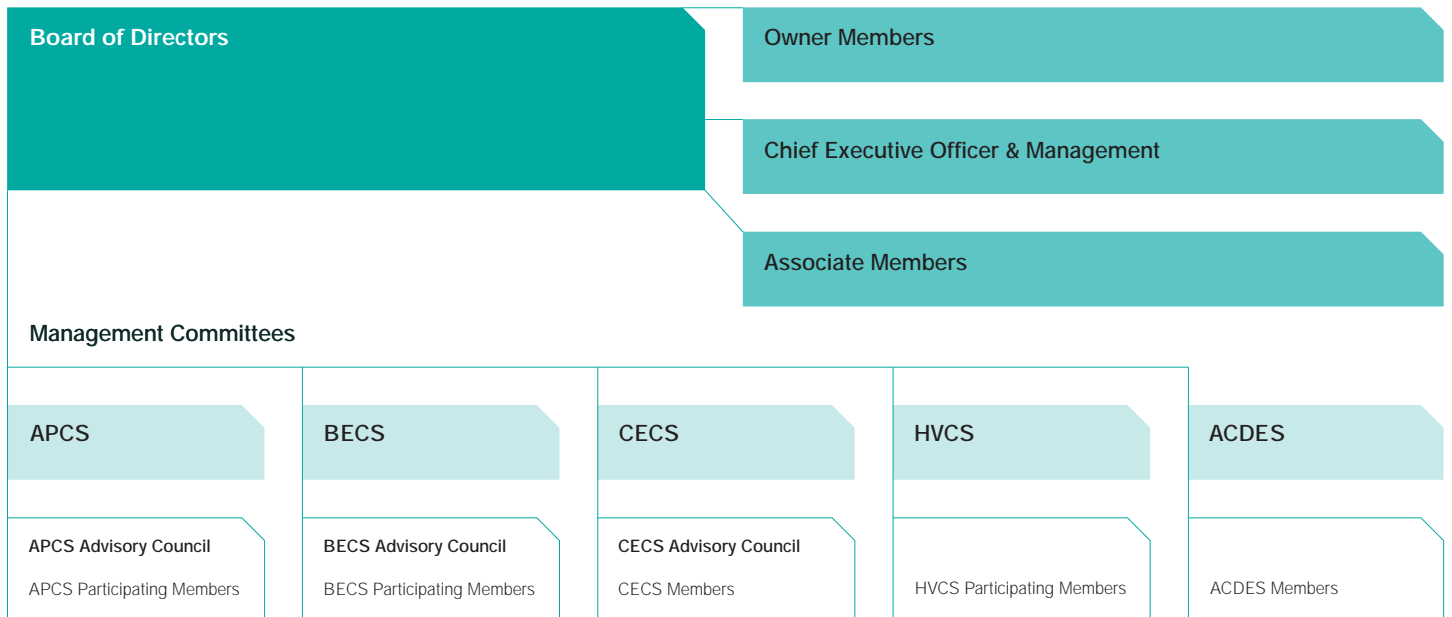 Board of Directors
Owner Members
Chief Executive Officer & Management
Associate Members
Management Committees
APCS
BECS
CECS
HVCS
ACDES
APCS Advisory Council
BECS Advisory Council
CECS Advisory Council
APCS Participating Members
BECS Participating Members
CECS Members
HVCS Participating Members
ACDES Members